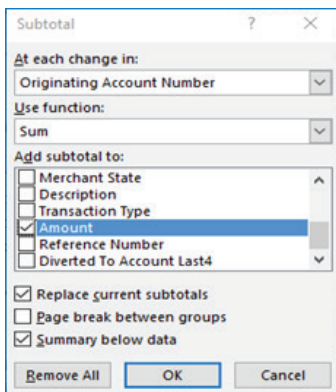 Subtotal ? ×
At each change in:
Originating Account Number
Use function:
Sum
Add subtotal to:
Merchant State
Description
Transaction Type
Amount
Reference Number
Diverted To Account Last4
Replace current subtotals
Page break between groups
Summary below data
Remove All OK Cancel